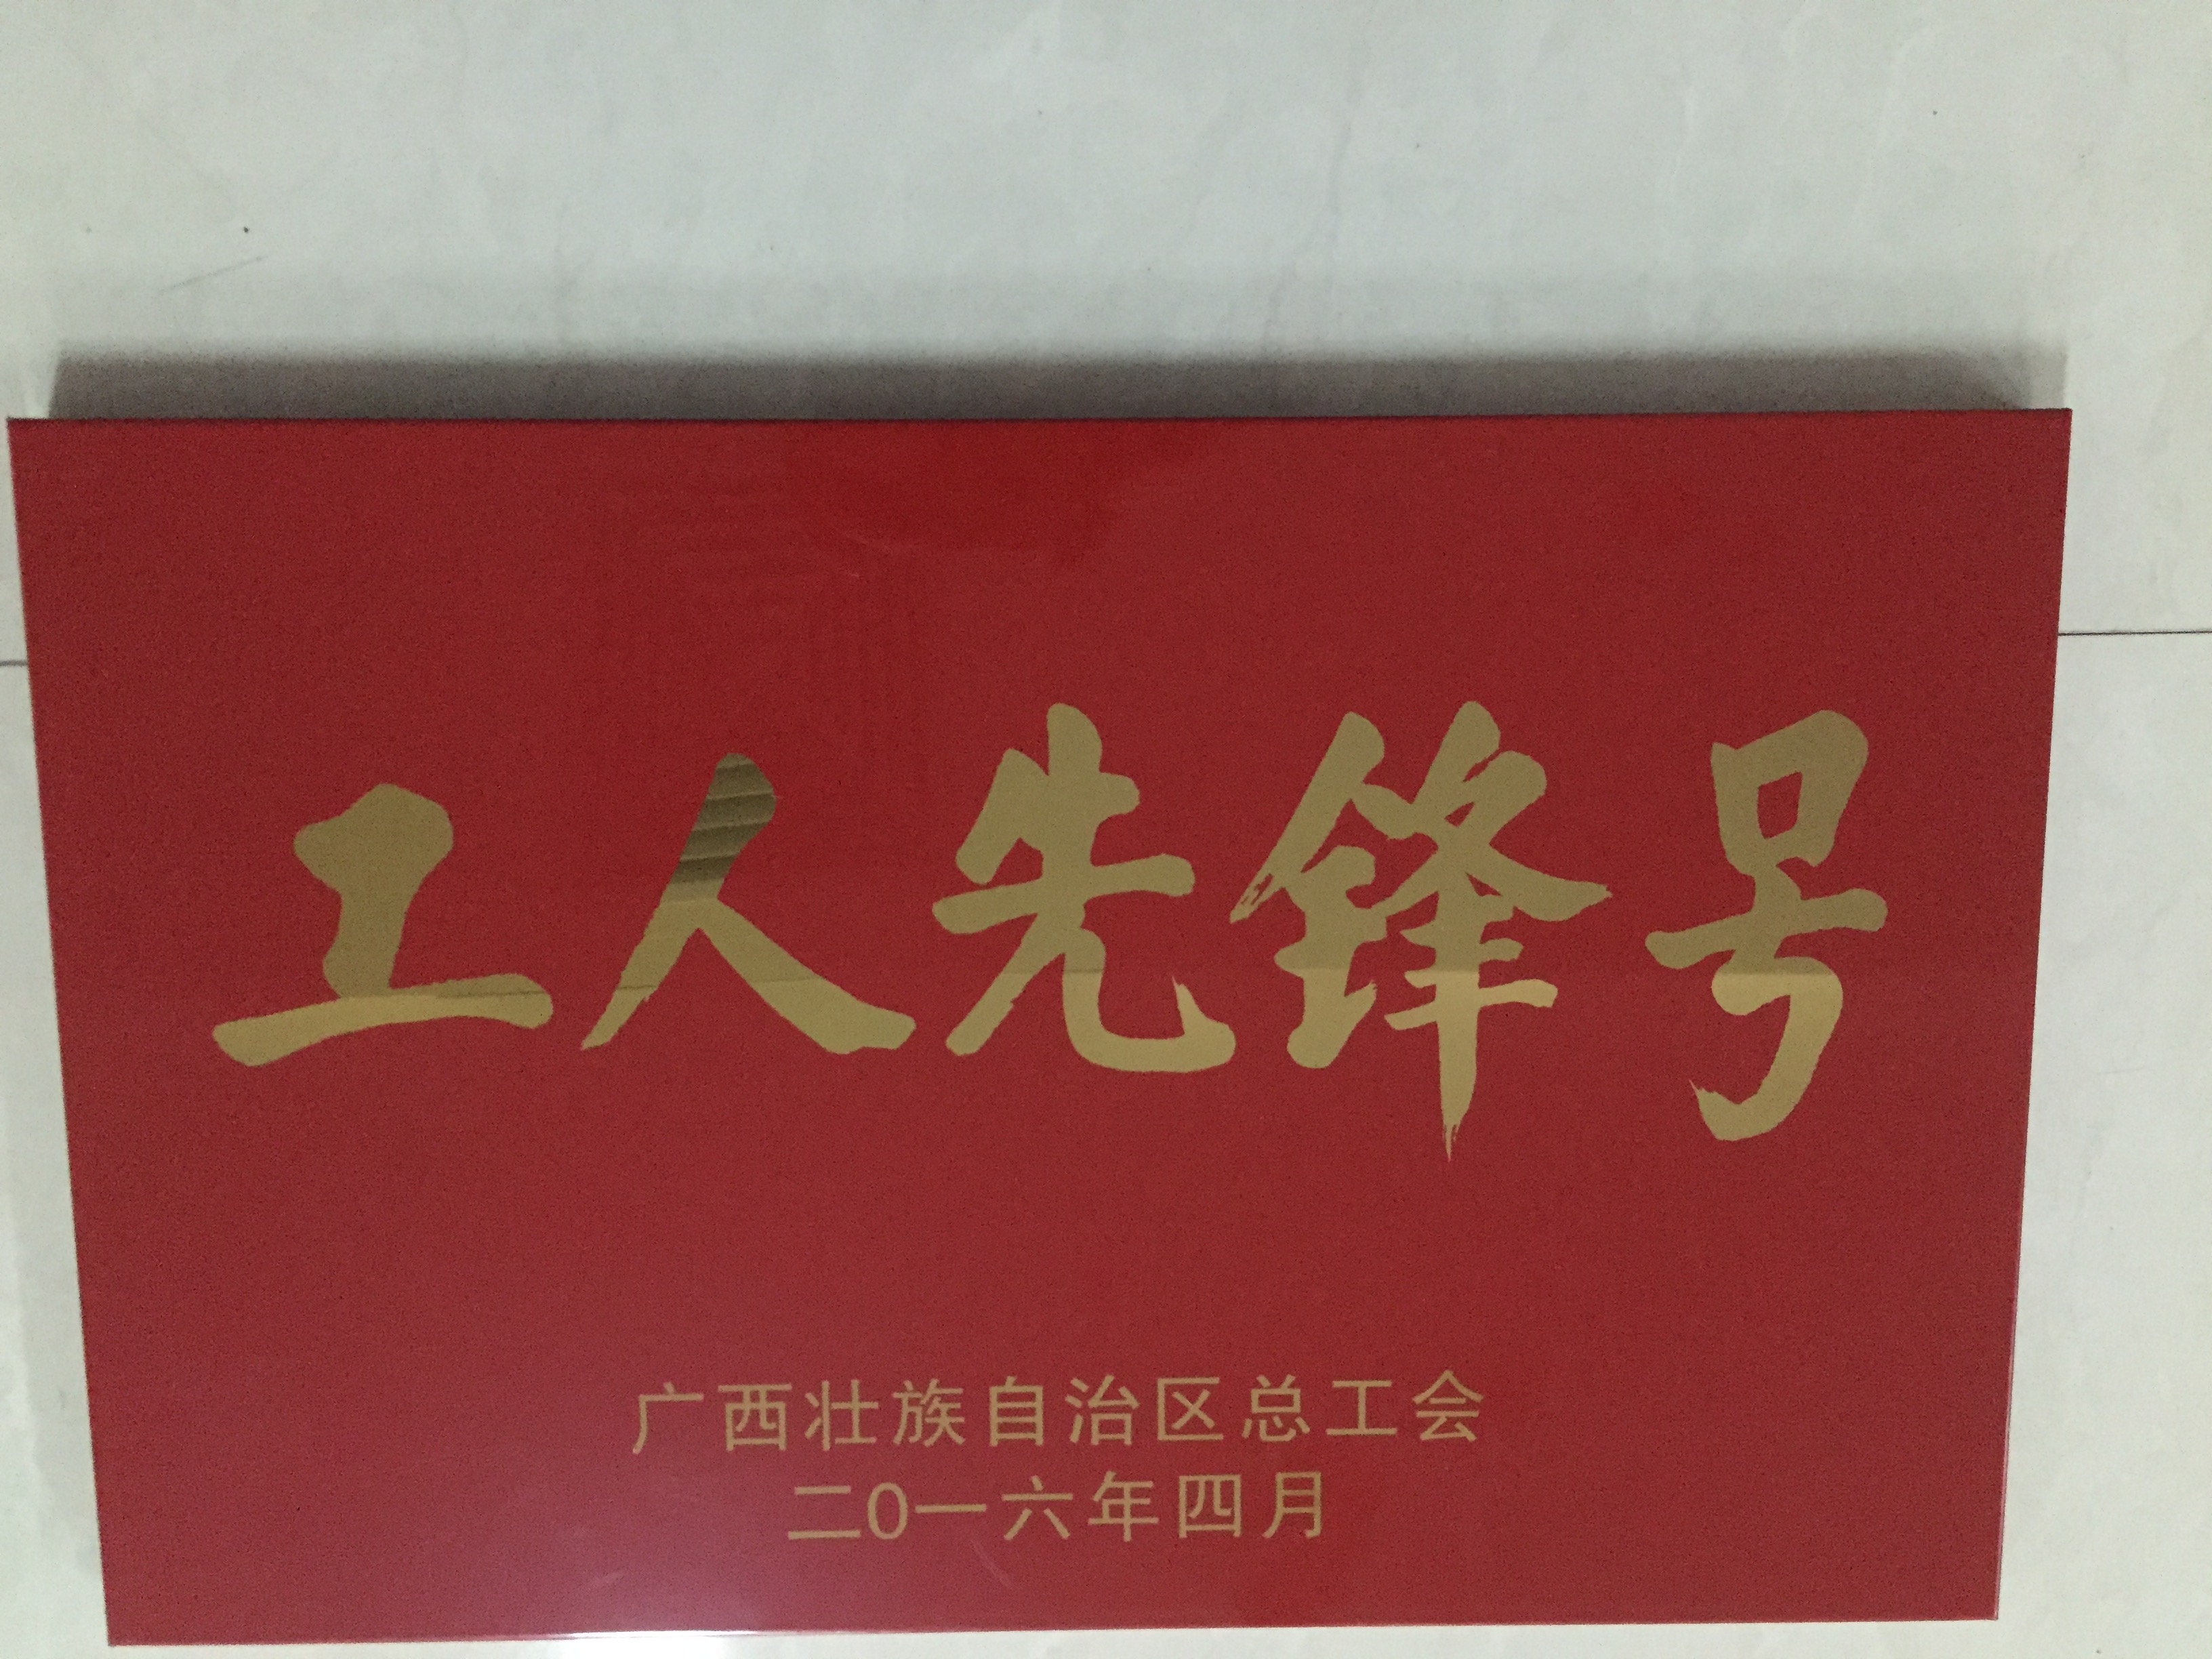 工人先锋号
广西壮族自治区总工会
二0一六年四月